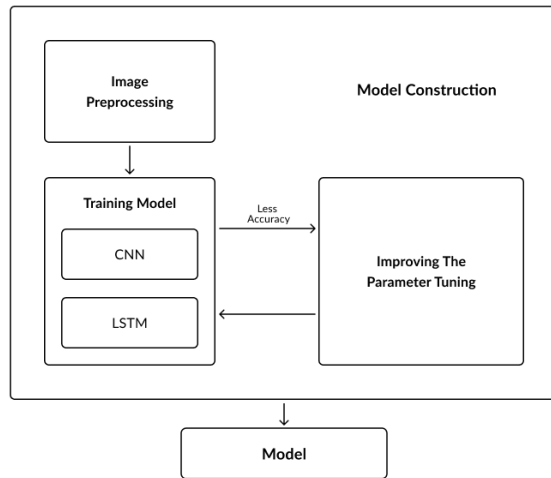 Image
Preprocessing
Model Construction
Training Model
CNN
LSTM
Less
Accuracy
Improving The
Parameter Tuning
Model